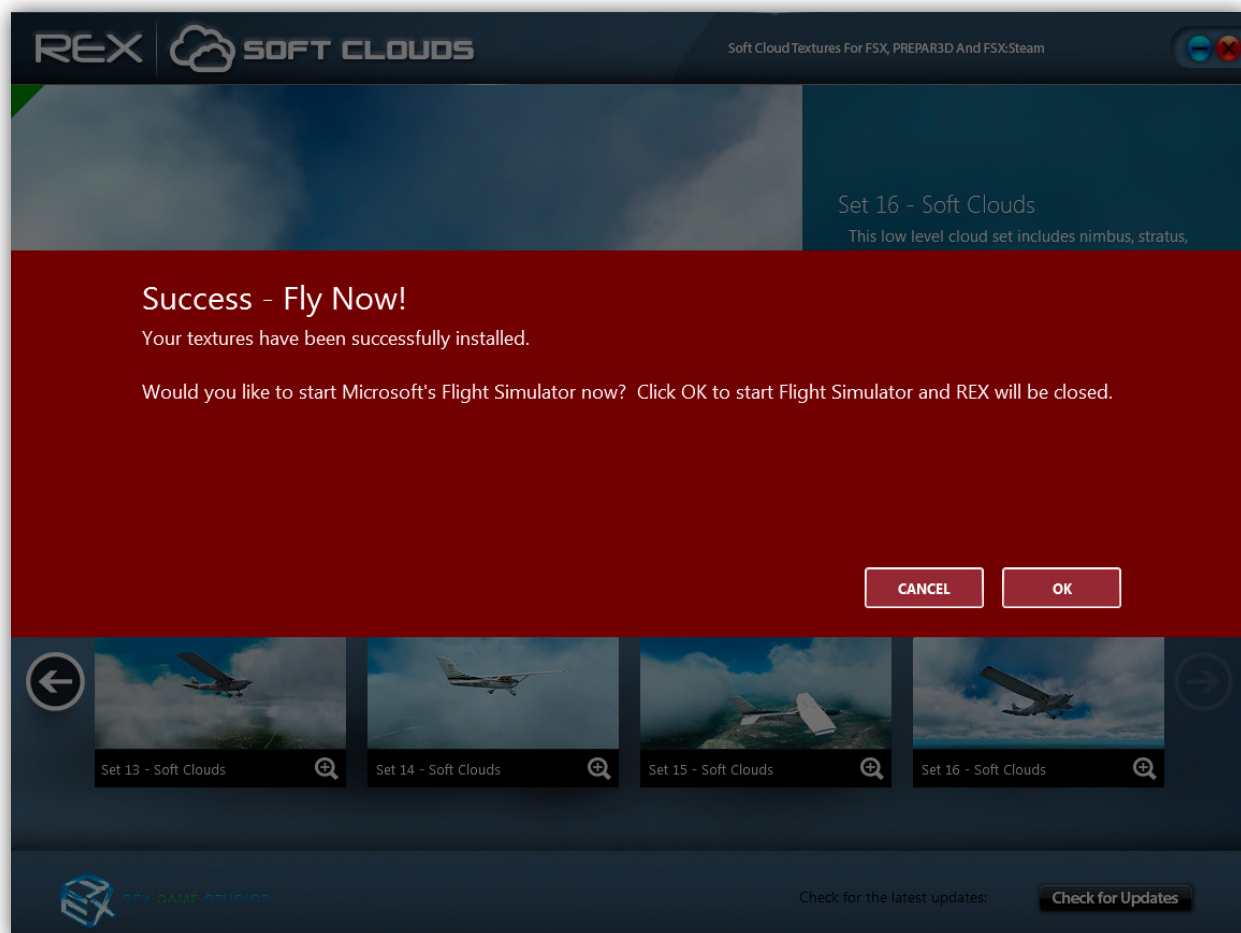 REX SOFT CLOUDS
Soft Cloud Textures For FSX, PREPAR3D And FSX:Steam
Set 16 - Soft Clouds
This low level cloud set includes nimbus, stratus,
Success - Fly Now!
Your textures have been successfully installed.
Would you like to start Microsoft's Flight Simulator now? Click OK to start Flight Simulator and REX will be closed.
CANCEL OK
Set 13 - Soft Clouds
Set 14 - Soft Clouds
Set 15 - Soft Clouds
Set 16 - Soft Clouds
REX GAME STUDIOS
Check for the latest updates: Check for Updates